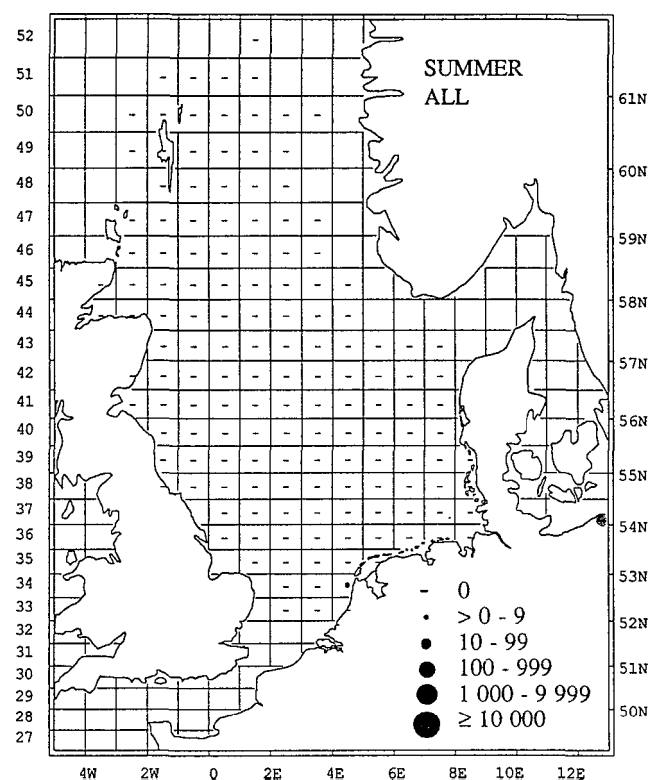 SUMMER
ALL
52
51
50
49
48
47
46
45
44
43
42
41
40
39
38
37
36
35
34
33
32
31
30
29
28
27
61N
60N
59N
58N
57N
56N
55N
54N
53N
52N
51N
50N
- 0
> 0 - 9
10 - 99
100 - 999
1 000 - 9 999
≥ 10 000
4W 2W 0 2E 4E 6E 8E 10E 12E